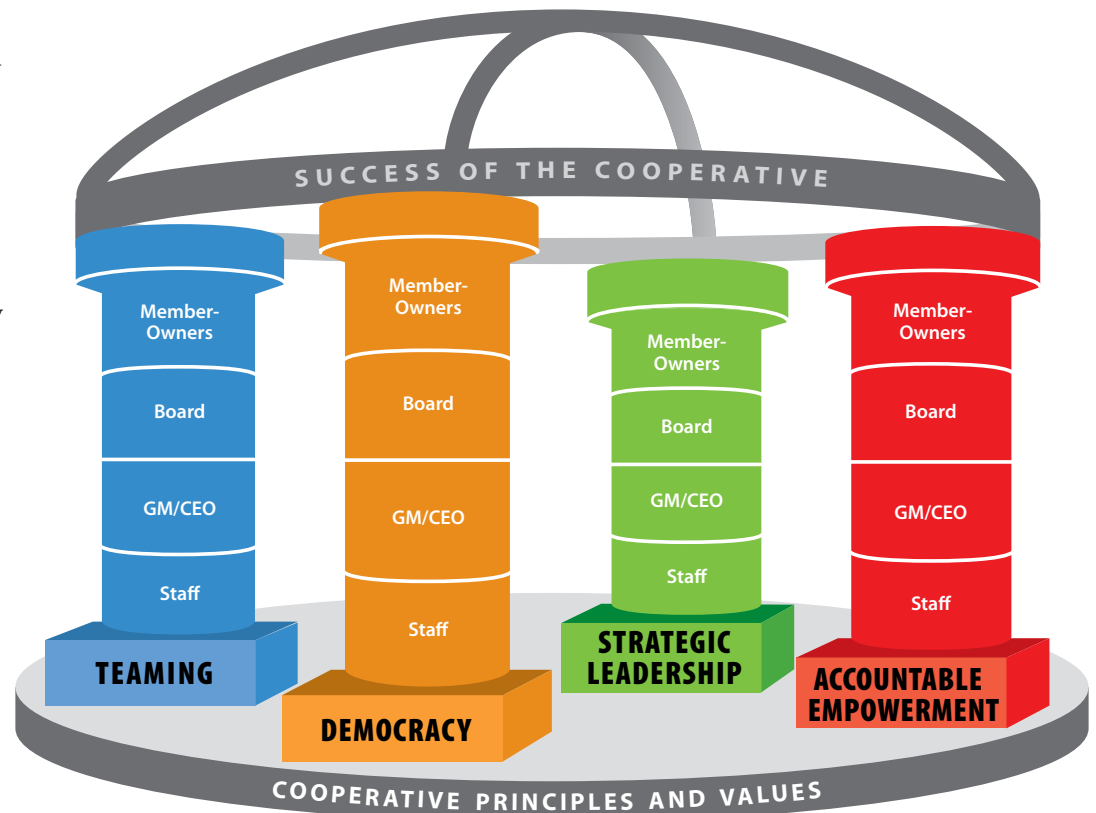 SUCCESS OF THE COOPERATIVE
Member-
Owners
Board
GM/CEO
Staff
TEAMING
Member-
Owners
Board
GM/CEO
Staff
DEMOCRACY
Member-
Owners
Board
GM/CEO
Staff
STRATEGIC
LEADERSHIP
Member-
Owners
Board
GM/CEO
Staff
ACCOUNTABLE
EMPOWERMENT
COOPERATIVE PRINCIPLES AND VALUES